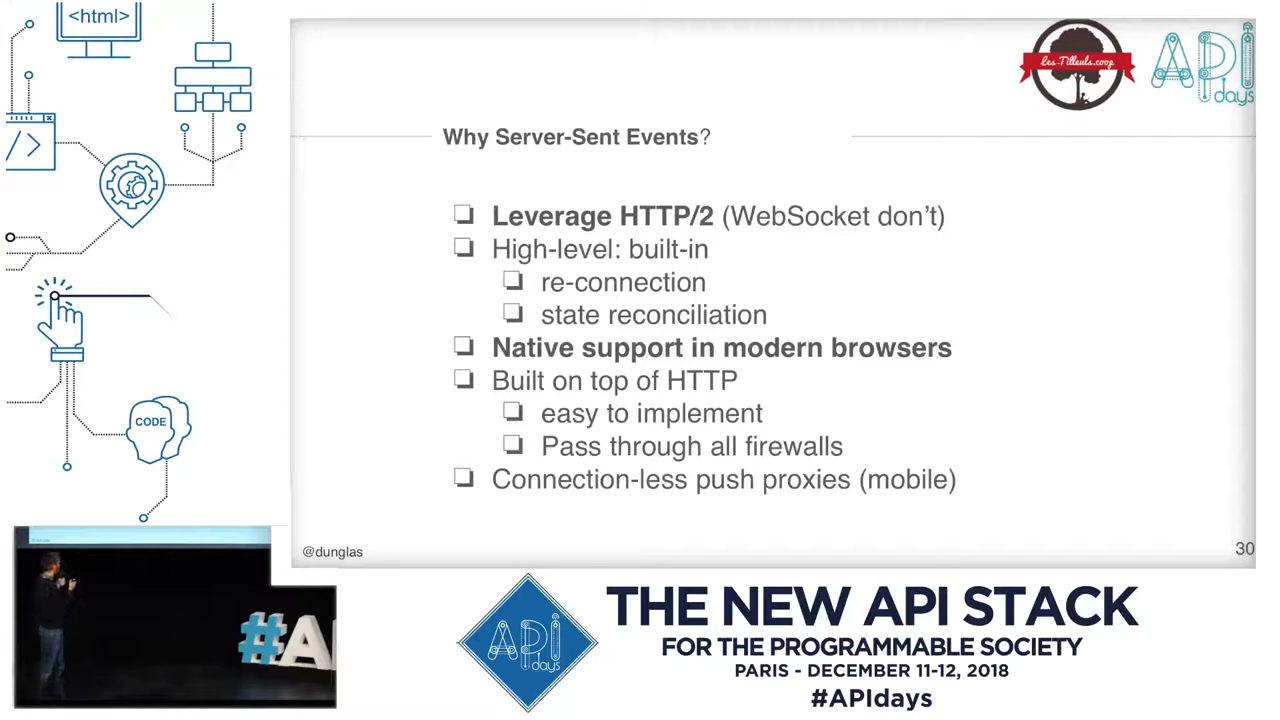 <html>
Les-Tilleuls.coop
API
days
Why Server-Sent Events?
❏ Leverage HTTP/2 (WebSocket don’t)
❏ High-level: built-in
❏ re-connection
❏ state reconciliation
❏ Native support in modern browsers
❏ Built on top of HTTP
❏ easy to implement
❏ Pass through all firewalls
❏ Connection-less push proxies (mobile)
@dunglas
30
</>
CODE
#A
API
days
THE NEW API STACK
FOR THE PROGRAMMABLE SOCIETY
PARIS - DECEMBER 11-12, 2018
#APIdays